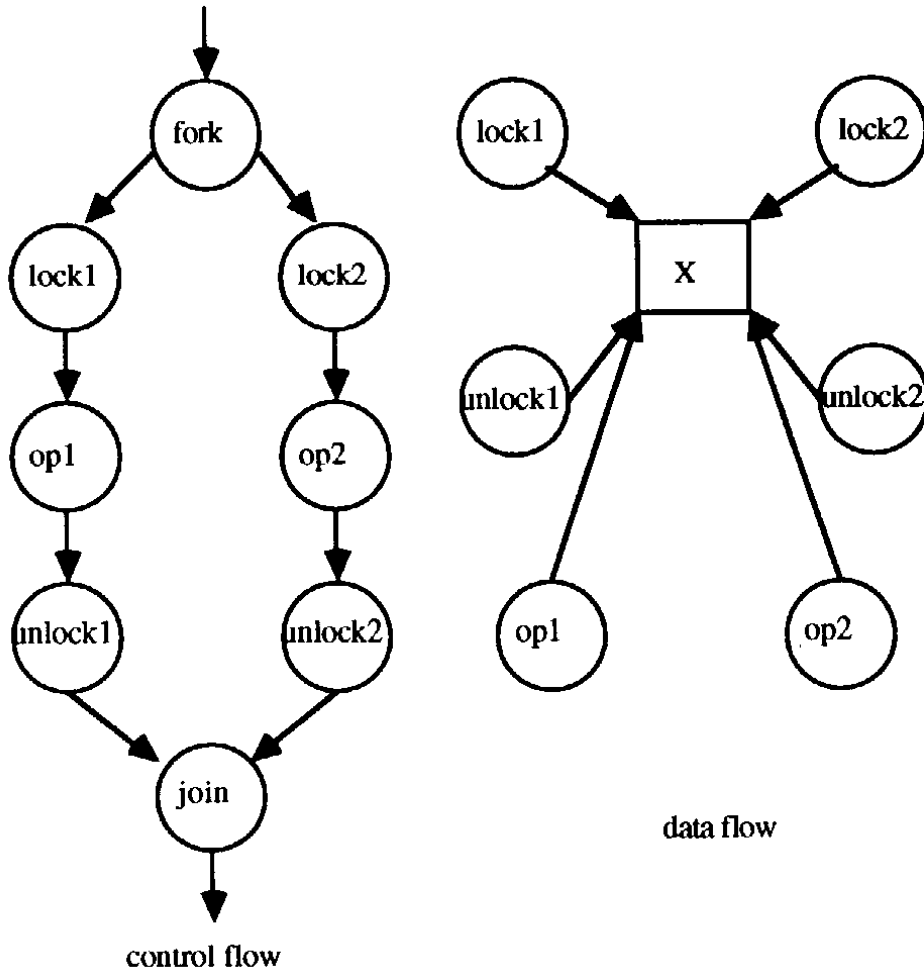 fork
lock1
lock2
op1
op2
unlock1
unlock2
join
control flow
lock1
lock2
X
unlock1
unlock2
op1
op2
data flow